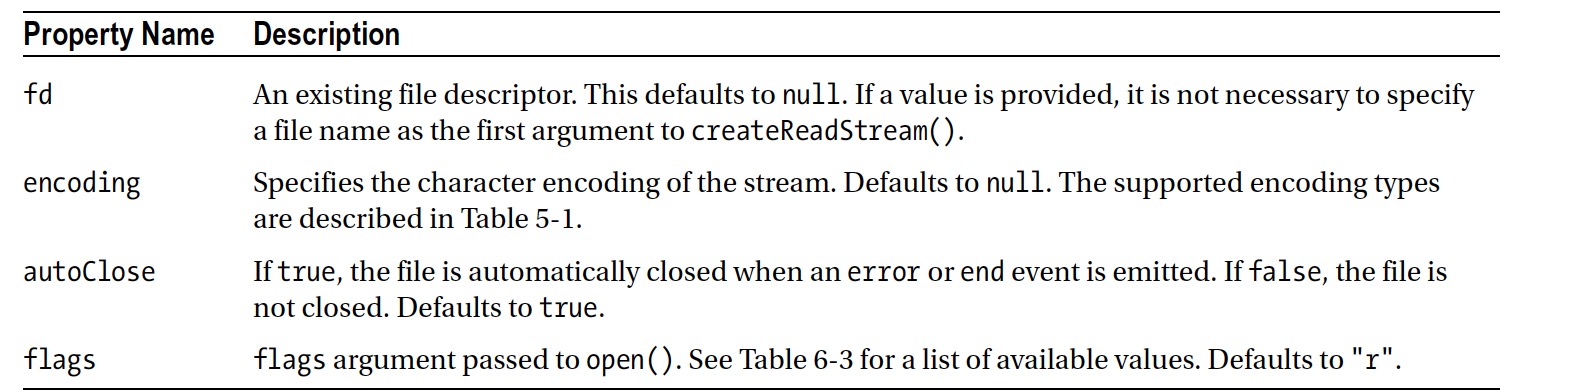 Property Name Description
fd An existing file descriptor. This defaults to null. If a value is provided, it is not necessary to specify
a file name as the first argument to createReadStream().
encoding Specifies the character encoding of the stream. Defaults to null. The supported encoding types
are described in Table 5-1.
autoClose If true, the file is automatically closed when an error or end event is emitted. If false, the file is
not closed. Defaults to true.
flags flags argument passed to open(). See Table 6-3 for a list of available values. Defaults to "r".